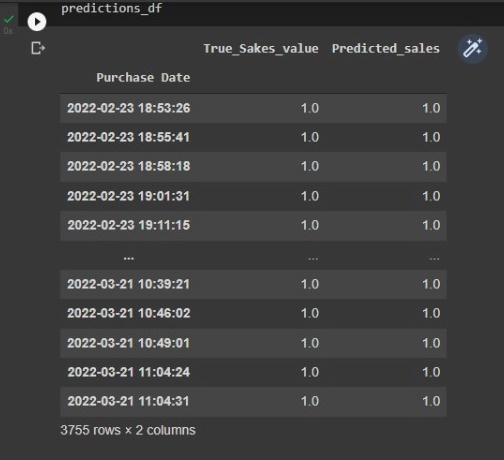 predictions_df
0s
True_Sakes_value Predicted_sales
Purchase Date
2022-02-23 18:53:26 1.0 1.0
2022-02-23 18:55:41 1.0 1.0
2022-02-23 18:58:18 1.0 1.0
2022-02-23 19:01:31 1.0 1.0
2022-02-23 19:11:15 1.0 1.0
... ... ...
2022-03-21 10:39:21 1.0 1.0
2022-03-21 10:46:02 1.0 1.0
2022-03-21 10:49:01 1.0 1.0
2022-03-21 11:04:24 1.0 1.0
2022-03-21 11:04:31 1.0 1.0
3755 rows × 2 columns